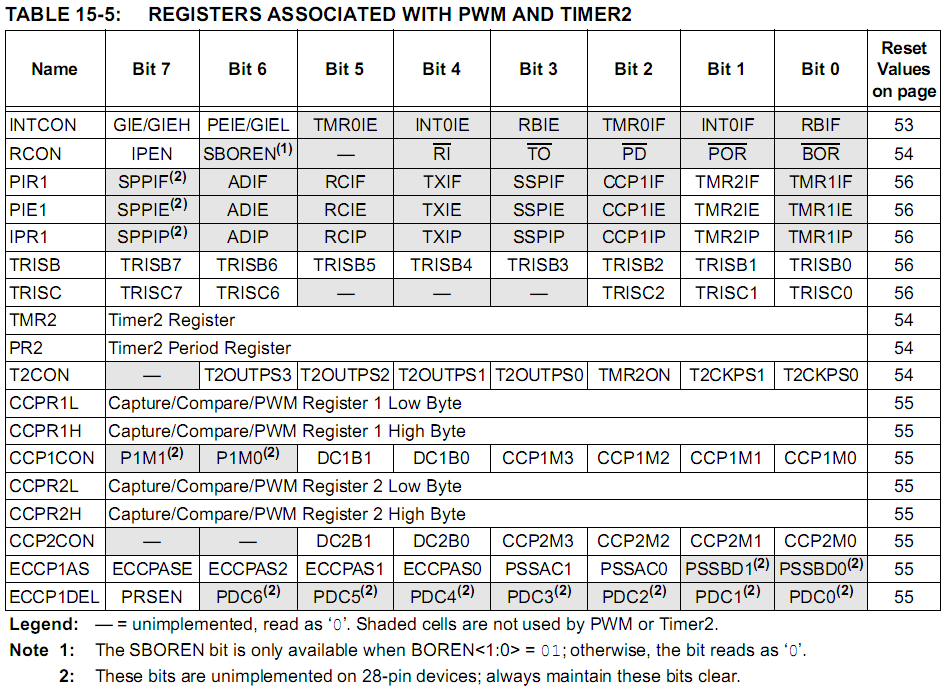 TABLE 15-5: REGISTERS ASSOCIATED WITH PWM AND TIMER2
Name Bit 7 Bit 6 Bit 5 Bit 4 Bit 3 Bit 2 Bit 1 Bit 0 Reset Values on page
INTCON GIE/GIEH PEIE/GIEL TMR0IE INT0IE RBIE TMR0IF INT0IF RBIF 53
RCON IPEN SBOREN(1) — RI TO PD POR BOR 54
PIR1 SPPIF(2) ADIF RCIF TXIF SSPIF CCP1IF TMR2IF TMR1IF 56
PIE1 SPPIE(2) ADIE RCIE TXIE SSPIE CCP1IE TMR2IE TMR1IE 56
IPR1 SPPIP(2) ADIP RCIP TXIP SSPIP CCP1IP TMR2IP TMR1IP 56
TRISB TRISB7 TRISB6 TRISB5 TRISB4 TRISB3 TRISB2 TRISB1 TRISB0 56
TRISC TRISC7 TRISC6 — — — TRISC2 TRISC1 TRISC0 56
TMR2 Timer2 Register 54
PR2 Timer2 Period Register 54
T2CON — T2OUTPS3 T2OUTPS2 T2OUTPS1 T2OUTPS0 TMR2ON T2CKPS1 T2CKPS0 54
CCPR1L Capture/Compare/PWM Register 1 Low Byte 55
CCPR1H Capture/Compare/PWM Register 1 High Byte 55
CCP1CON P1M1(2) P1M0(2) DC1B1 DC1B0 CCP1M3 CCP1M2 CCP1M1 CCP1M0 55
CCPR2L Capture/Compare/PWM Register 2 Low Byte 55
CCPR2H Capture/Compare/PWM Register 2 High Byte 55
CCP2CON — — DC2B1 DC2B0 CCP2M3 CCP2M2 CCP2M1 CCP2M0 55
ECCP1AS ECCPASE ECCPAS2 ECCPAS1 ECCPAS0 PSSAC1 PSSAC0 PSSBD1(2) PSSBD0(2) 55
ECCP1DEL PRSEN PDC6(2) PDC5(2) PDC4(2) PDC3(2) PDC2(2) PDC1(2) PDC0(2) 55
Legend: — = unimplemented, read as ‘0’. Shaded cells are not used by PWM or Timer2.
Note 1: The SBOREN bit is only available when BOREN<1:0> = 01; otherwise, the bit reads as ‘0’.
2: These bits are unimplemented on 28-pin devices; always maintain these bits clear.